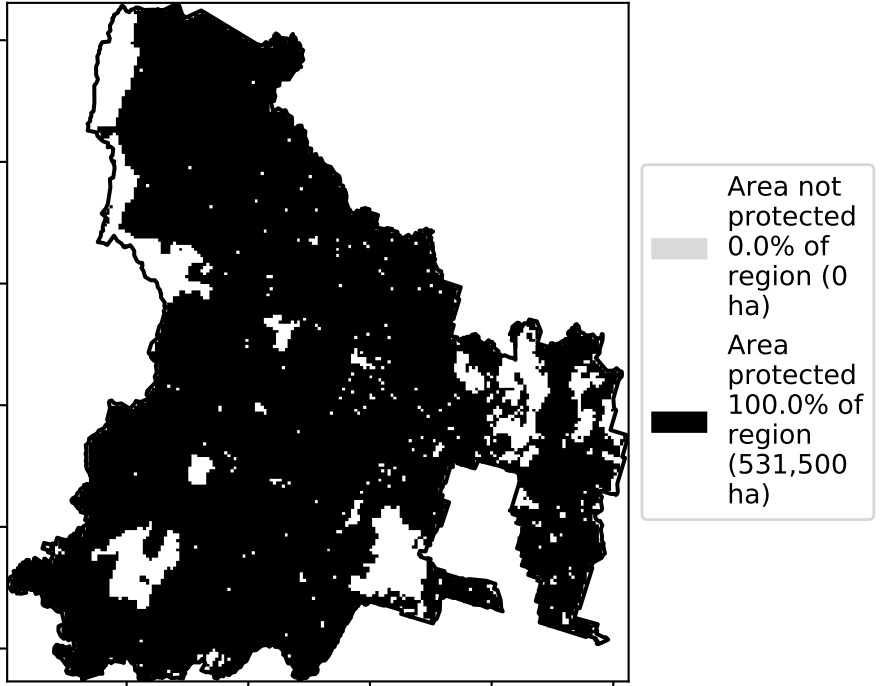 Area not
protected
0.0% of
region (0
ha)
Area
protected
100.0% of
region
(531,500
ha)